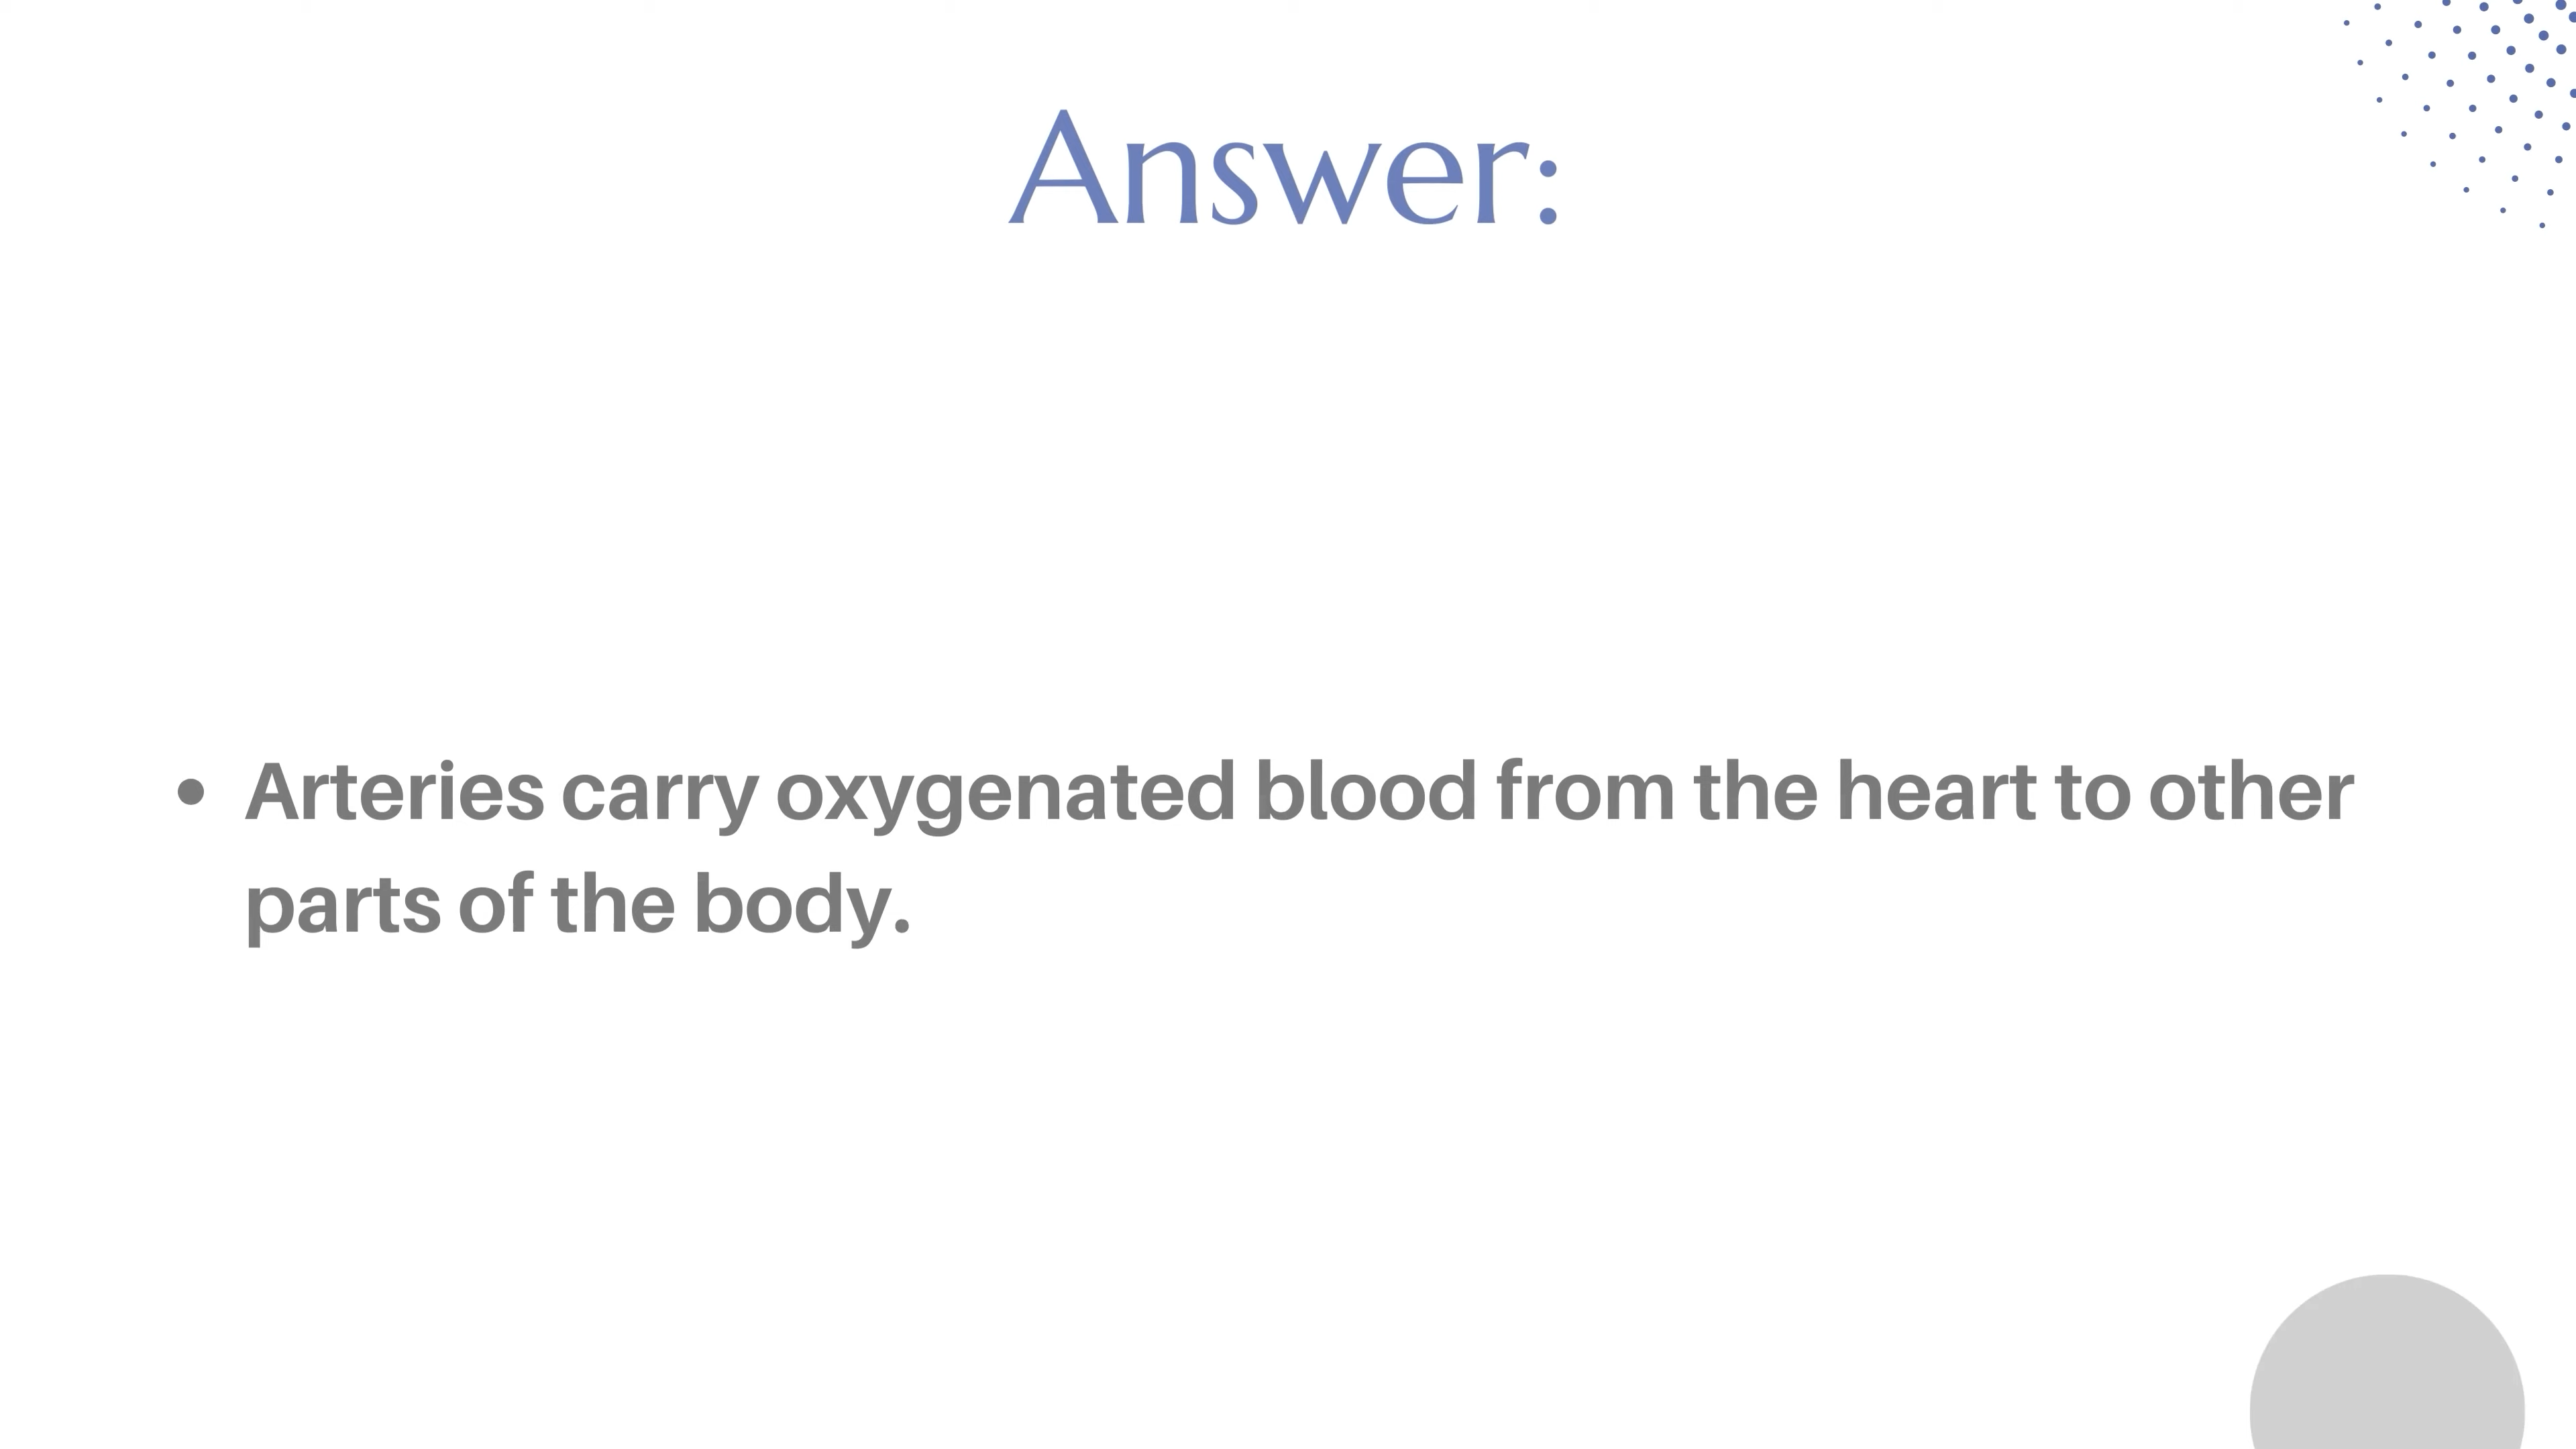 Answer:
• Arteries carry oxygenated blood from the heart to other
parts of the body.